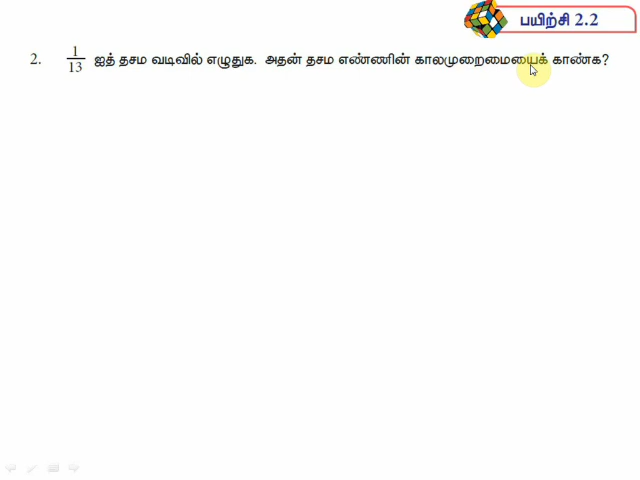 பயிற்சி 2.2
2. 1/13 ஐத் தசம வடிவில் எழுதுக. அதன் தசம எண்ணின் காலமுறைமையைக் காண்க?